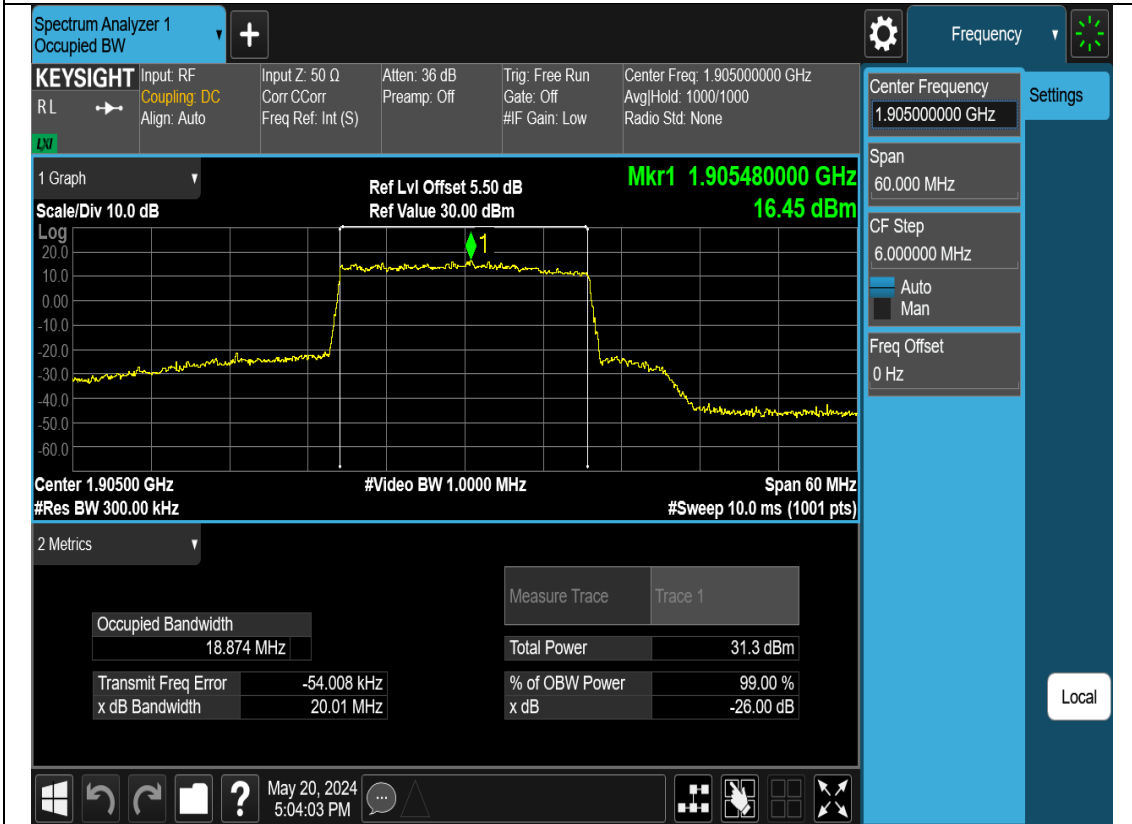 Spectrum Analyzer 1
Occupied BW
+
Frequency
KEYSIGHT
R L
LXI
Input: RF
Coupling: DC
Align: Auto
Input Z: 50 Ω
Corr CCorr
Freq Ref: Int (S)
Atten: 36 dB
Preamp: Off
Trig: Free Run
Gate: Off
#IF Gain: Low
Center Freq: 1.905000000 GHz
Avg|Hold: 1000/1000
Radio Std: None
Center Frequency
1.905000000 GHz
Settings
Span
60.000 MHz
CF Step
6.000000 MHz
Auto
Man
Freq Offset
0 Hz
Local
1 Graph
Scale/Div 10.0 dB
Ref Lvl Offset 5.50 dB
Ref Value 30.00 dBm
Mkr1 1.905480000 GHz
16.45 dBm
Log
1
20.0
10.0
0.00
-10.0
-20.0
-30.0
-40.0
-50.0
-60.0
Center 1.90500 GHz
#Video BW 1.0000 MHz
Span 60 MHz
#Res BW 300.00 kHz
#Sweep 10.0 ms (1001 pts)
2 Metrics
Measure Trace Trace 1
Occupied Bandwidth
18.874 MHz
Total Power 31.3 dBm
Transmit Freq Error -54.008 kHz
% of OBW Power 99.00 %
x dB Bandwidth 20.01 MHz
x dB -26.00 dB
?
May 20, 2024
5:04:03 PM